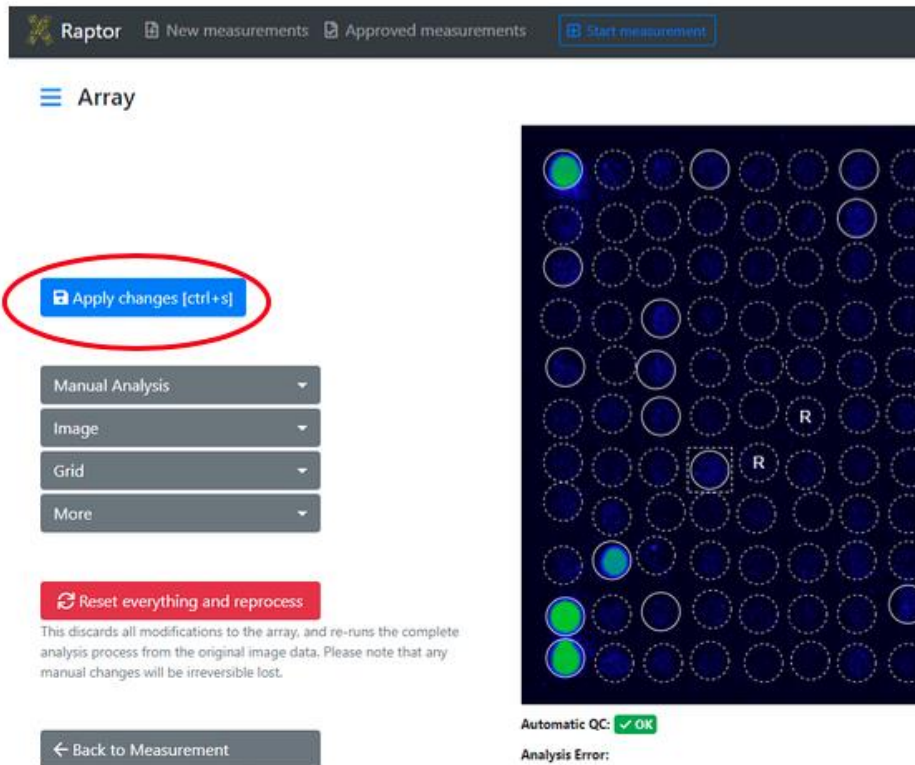 Raptor New measurements Approved measurements Start measurement
Array
Apply changes [ctrl+s]
Manual Analysis
Image
Grid
More
R
R
Reset everything and reprocess
This discards all modifications to the array, and re-runs the complete
analysis process from the original image data. Please note that any
manual changes will be irreversible lost.
Back to Measurement
Automatic QC: OK
Analysis Error: